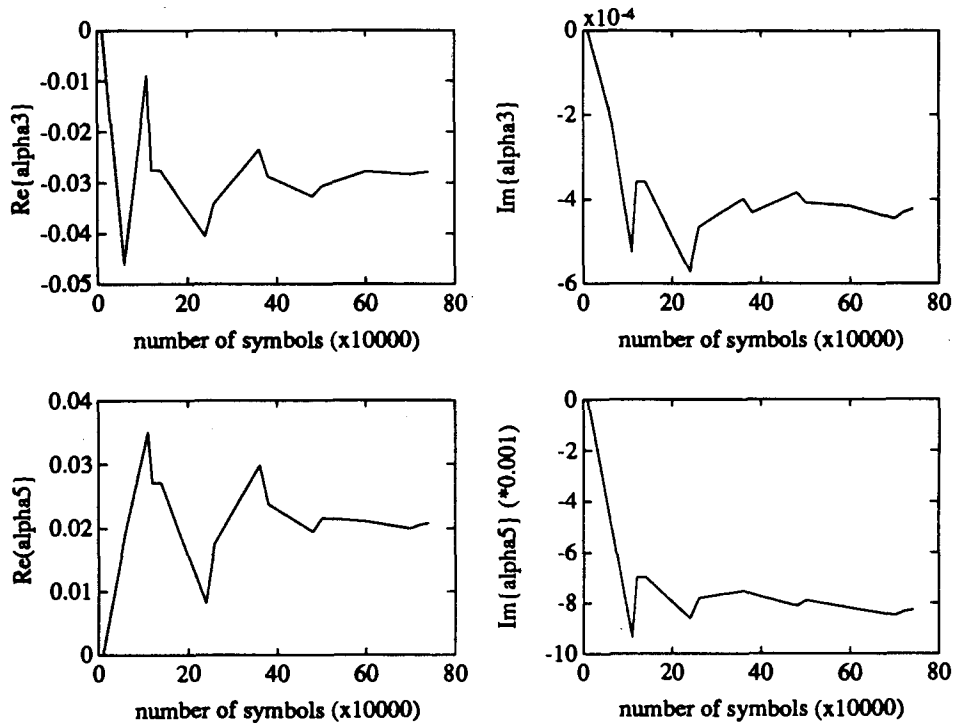 0
-0.01
-0.02
-0.03
-0.04
-0.05
0 20 40 60 80
Re{alpha3}
number of symbols (x10000)
x10-4
0
-2
-4
-6
0 20 40 60 80
Im{alpha3}
number of symbols (x10000)
0.04
0.03
0.02
0.01
0
0 20 40 60 80
Re{alpha5}
number of symbols (x10000)
0
-2
-4
-6
-8
-10
0 20 40 60 80
Im{alpha5} (*0.001)
number of symbols (x10000)